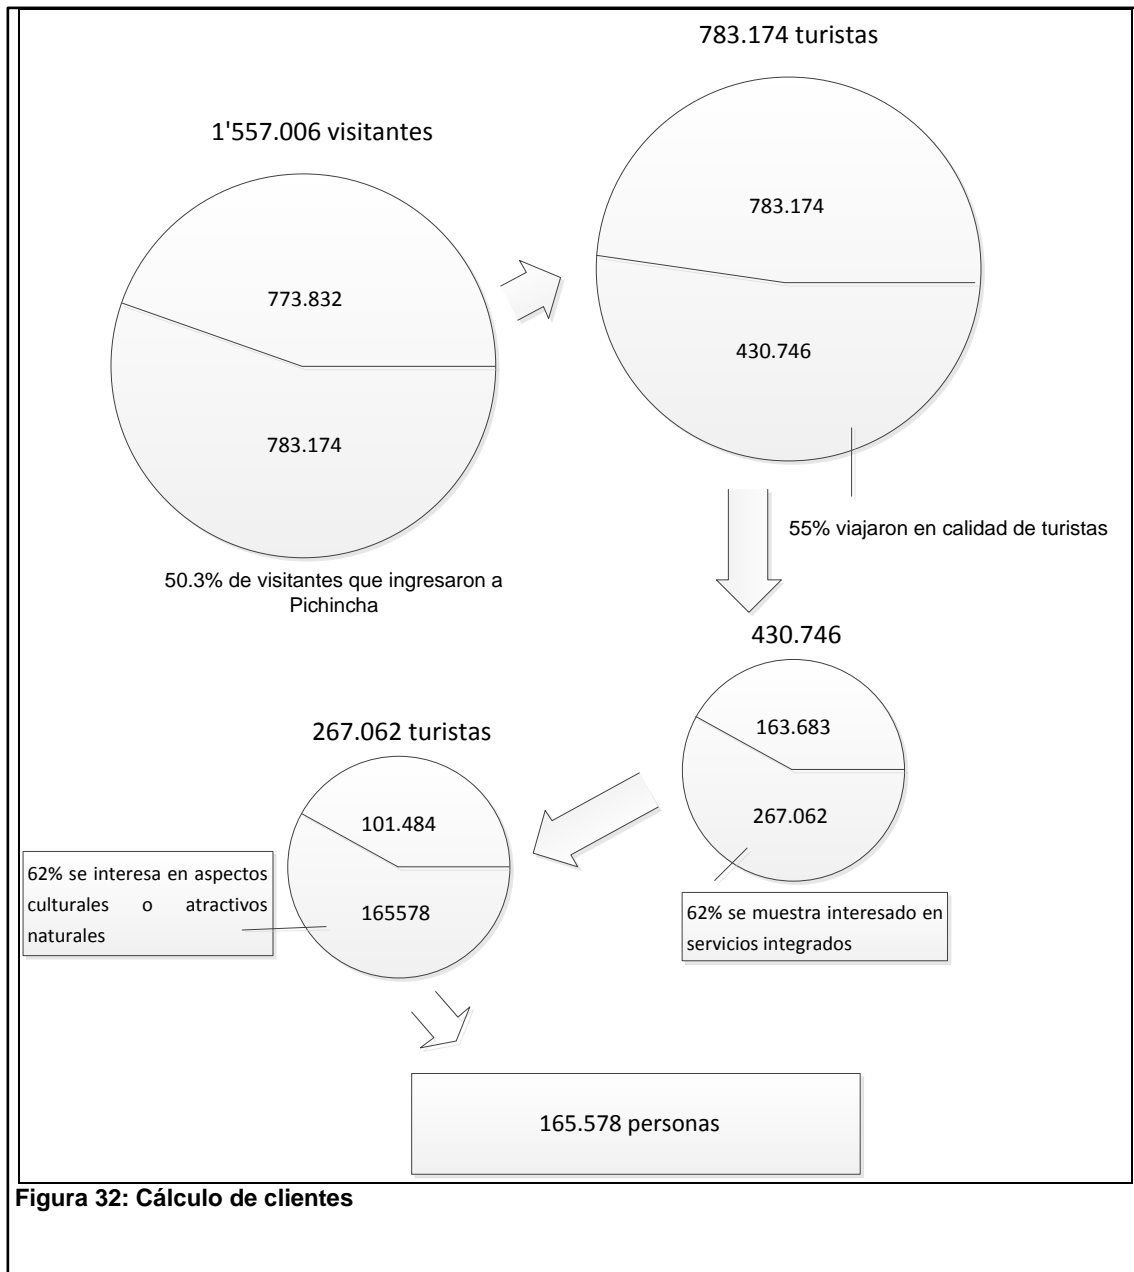 783.174 turistas
1'557.006 visitantes
783.174
773.832
430.746
783.174
55% viajaron en calidad de turistas
50.3% de visitantes que ingresaron a
Pichincha
430.746
163.683
267.062 turistas
267.062
101.484
62% se interesa en aspectos
culturales o atractivos
naturales
165578
62% se muestra interesado en
servicios integrados
165.578 personas
Figura 32: Cálculo de clientes